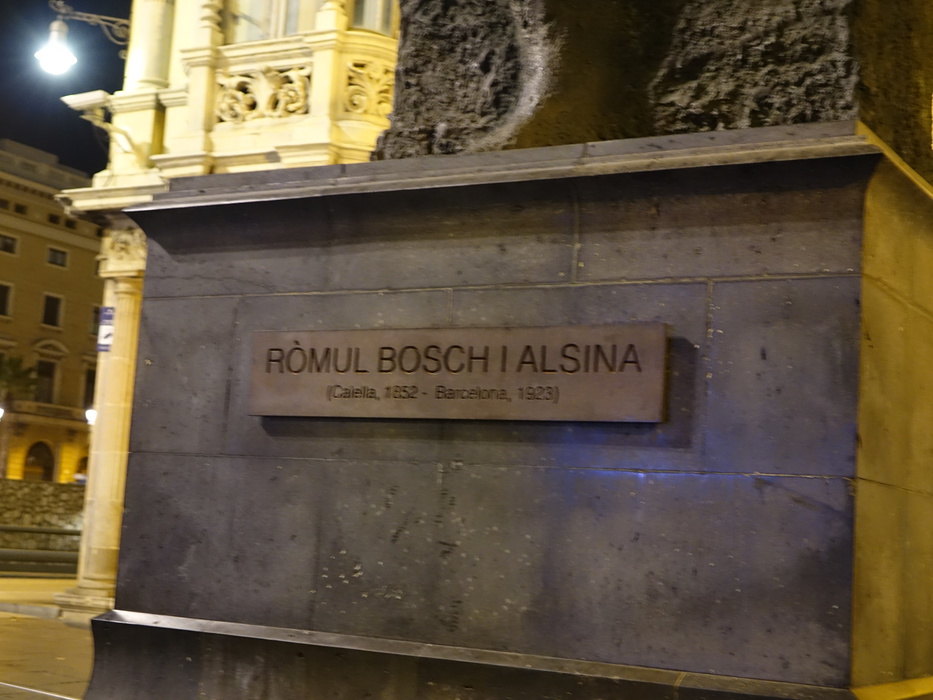 RÒMUL BOSCH I ALSINA
(Calella, 1852 - Barcelona, 1923)